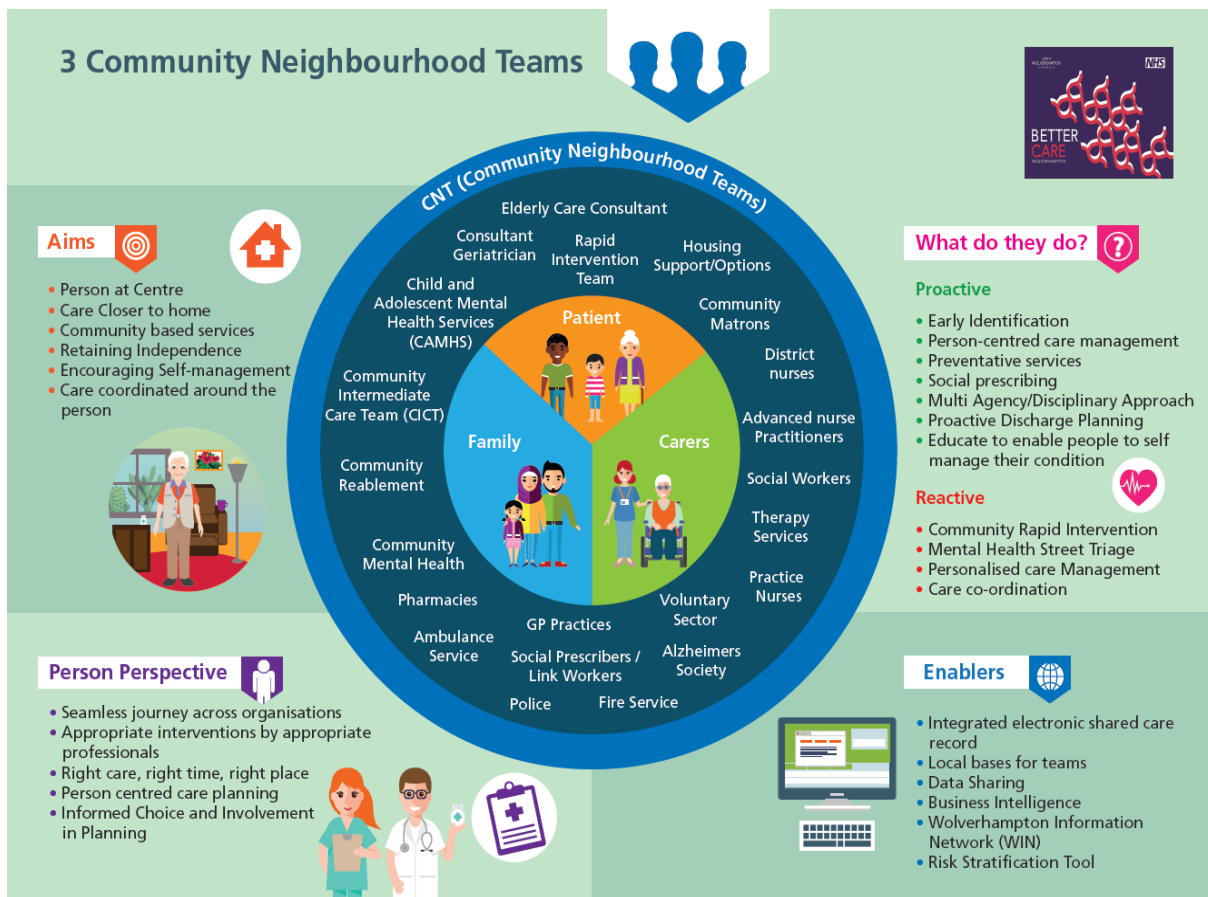 3 Community Neighbourhood Teams
NHS
BETTER
CARE
CNT (Community Neighbourhood Teams)
Elderly Care Consultant
Consultant
Geriatrician
Rapid
Intervention
Team
Housing
Support/Options
Child and
Adolescent Mental
Health Services
(CAMHS)
Community
Matrons
District
nurses
Community
Intermediate
Care Team (CICT)
Advanced nurse
Practitioners
Community
Reablement
Social Workers
Therapy
Services
Community
Mental Health
Practice
Nurses
Pharmacies
Voluntary
Sector
Ambulance
Service
GP Practices
Social Prescribers /
Link Workers
Alzheimers
Society
Police
Fire Service
Patient
Family
Carers
Aims
• Person at Centre
• Care Closer to home
• Community based services
• Retaining Independence
• Encouraging Self-management
• Care coordinated around the
person
What do they do?
?
Proactive
• Early Identification
• Person-centred care management
• Preventative services
• Social prescribing
• Multi Agency/Disciplinary Approach
• Proactive Discharge Planning
• Educate to enable people to self
manage their condition
Reactive
• Community Rapid Intervention
• Mental Health Street Triage
• Personalised care Management
• Care co-ordination
Person Perspective
• Seamless journey across organisations
• Appropriate interventions by appropriate
professionals
• Right care, right time, right place
• Person centred care planning
• Informed Choice and Involvement
in Planning
Enablers
• Integrated electronic shared care
record
• Local bases for teams
• Data Sharing
• Business Intelligence
• Wolverhampton Information
Network (WIN)
• Risk Stratification Tool